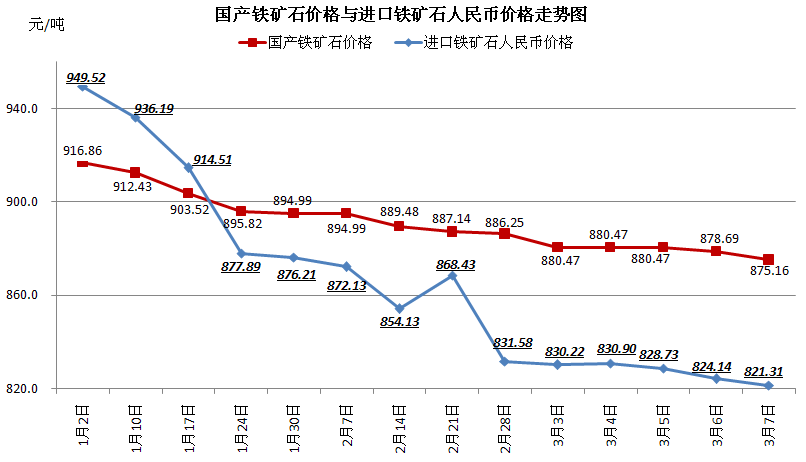 国产铁矿石价格与进口铁矿石人民币价格走势图
元/吨
国产铁矿石价格 进口铁矿石人民币价格
940.0
900.0
860.0
820.0
949.52 936.19 914.51 877.89 876.21 872.13 854.13 868.43 831.58 830.22 830.90 828.73 824.14 821.31
916.86 912.43 903.52 895.82 894.99 894.99 889.48 887.14 886.25 880.47 880.47 880.47 878.69 875.16
1月2日 1月10日 1月17日 1月24日 1月30日 2月7日 2月14日 2月21日 2月28日 3月3日 3月4日 3月5日 3月6日 3月7日